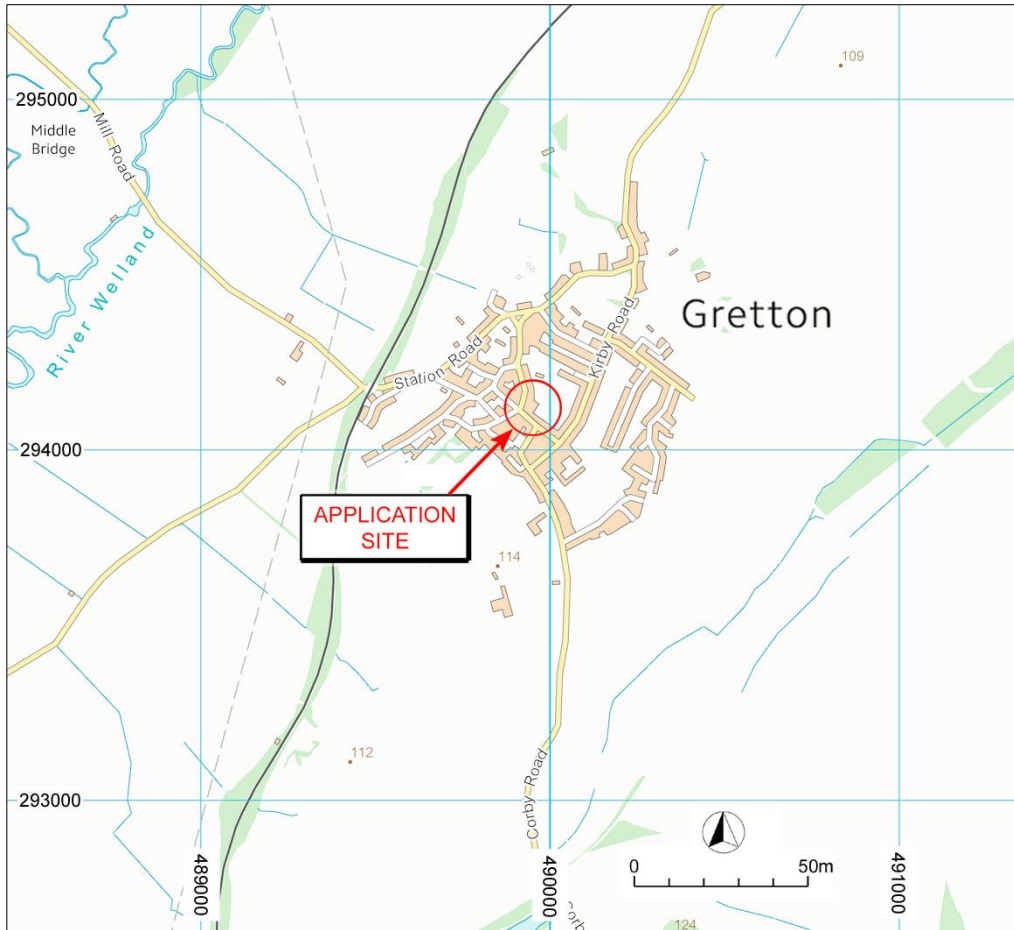 109
295000
Middle
Bridge
Mill Road
River Welland
Gretton
Station Road
Kirby Road
294000
APPLICATION
SITE
114
112
293000
Corby Road
0 50m
489000
490000
491000
Corb
124